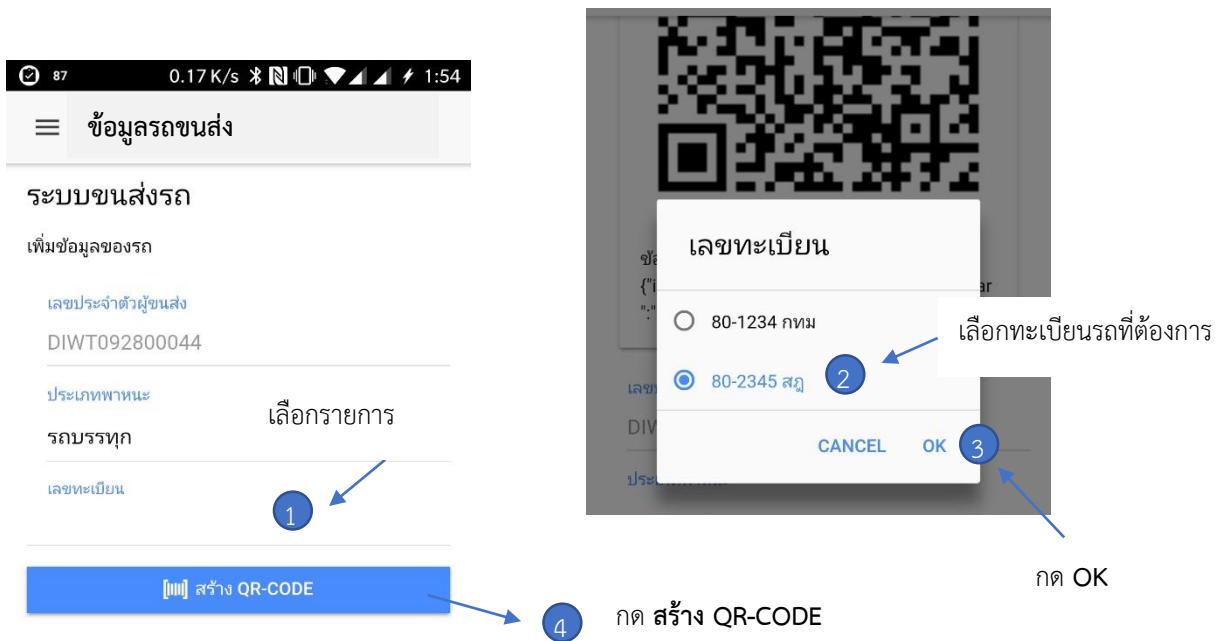 87 0.17 K/s 1:54
ข้อมูลรถขนส่ง
ระบบขนส่งรถ
เพิ่มข้อมูลของรถ
เลขประจำตัวผู้ขนส่ง
DIWT092800044
ประเภทพาหนะ
รถบรรทุก
เลือกรายการ
เลขทะเบียน
1
สร้าง QR-CODE
4
กด สร้าง QR-CODE
{"i
ar
":"
เลขทะเบียน
80-1234 กทม
80-2345 สฎ
2
เลือกทะเบียนรถที่ต้องการ
DIW
CANCEL OK
3
กด OK